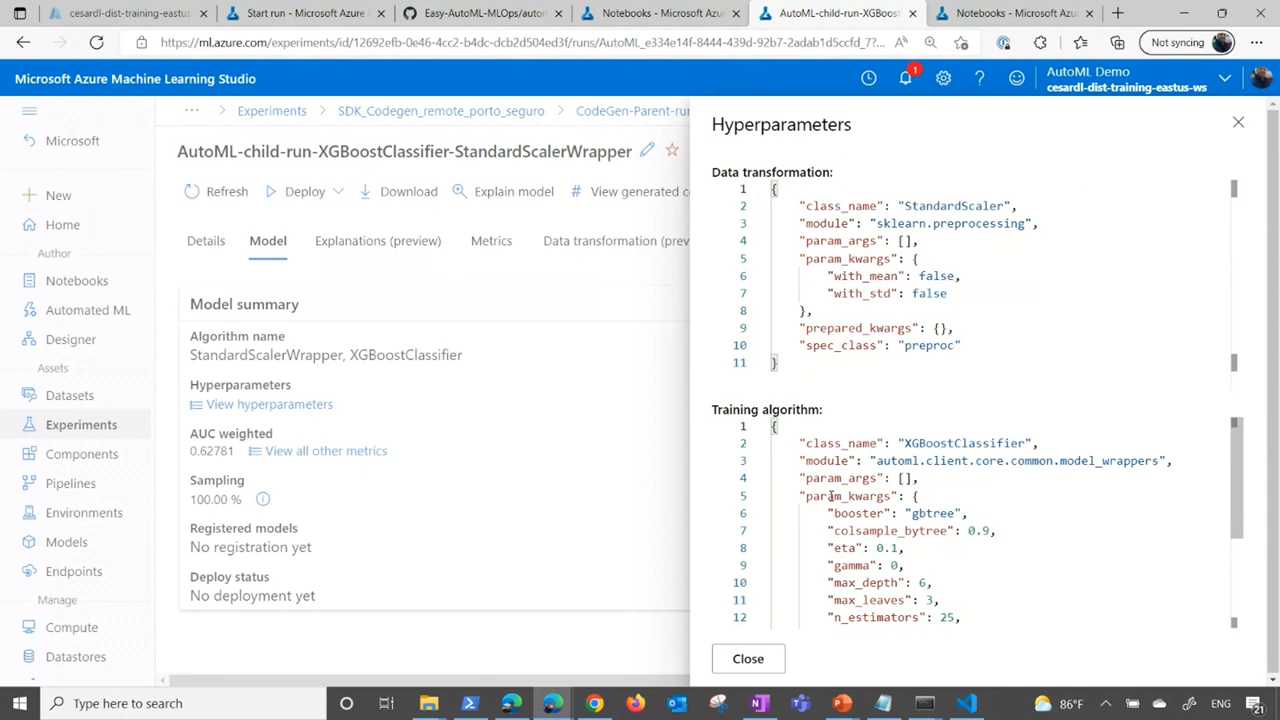 cesardl-dist-training-eastus
Start run - Microsoft Azure
Easy-AutoML-MLOps/autom
Notebooks - Microsoft Azur
AutoML-child-run-XGBoost
Notebooks - Microsoft Azur
https://ml.azure.com/experiments/id/12692efb-0e46-4cc2-b4dc-dcb2d504ed3f/runs/AutoML_e334e14f-8444-439d-92b7-2adab1d5ccfd_7?...
Not syncing
Microsoft Azure Machine Learning Studio
1
AutoML Demo
cesardl-dist-training-eastus-ws
Microsoft
New
Home
Author
Notebooks
Automated ML
Designer
Assets
Datasets
Experiments
Components
Pipelines
Environments
Models
Endpoints
Manage
Compute
Datastores
... > Experiments > SDK_Codegen_remote_porto_seguro > CodeGen-Parent-run
AutoML-child-run-XGBoostClassifier-StandardScalerWrapper
Refresh
Deploy
Download
Explain model
# View generated co
Details
Model
Explanations (preview)
Metrics
Data transformation (prev
Model summary
Algorithm name
StandardScalerWrapper, XGBoostClassifier
Hyperparameters
View hyperparameters
AUC weighted
0.62781 View all other metrics
Sampling
100.00 %
Registered models
No registration yet
Deploy status
No deployment yet
Hyperparameters
Data transformation:
1 {
2 "class_name": "StandardScaler",
3 "module": "sklearn.preprocessing",
4 "param_args": [],
5 "param_kwargs": {
6 "with_mean": false,
7 "with_std": false
8 },
9 "prepared_kwargs": {},
10 "spec_class": "preproc"
11 }
Training algorithm:
1 {
2 "class_name": "XGBoostClassifier",
3 "module": "automl.client.core.common.model_wrappers",
4 "param_args": [],
5 "param_kwargs": {
6 "booster": "gbtree",
7 "colsample_bytree": 0.9,
8 "eta": 0.1,
9 "gamma": 0,
10 "max_depth": 6,
11 "max_leaves": 3,
12 "n_estimators": 25,
Close
Type here to search
86°F
ENG
21